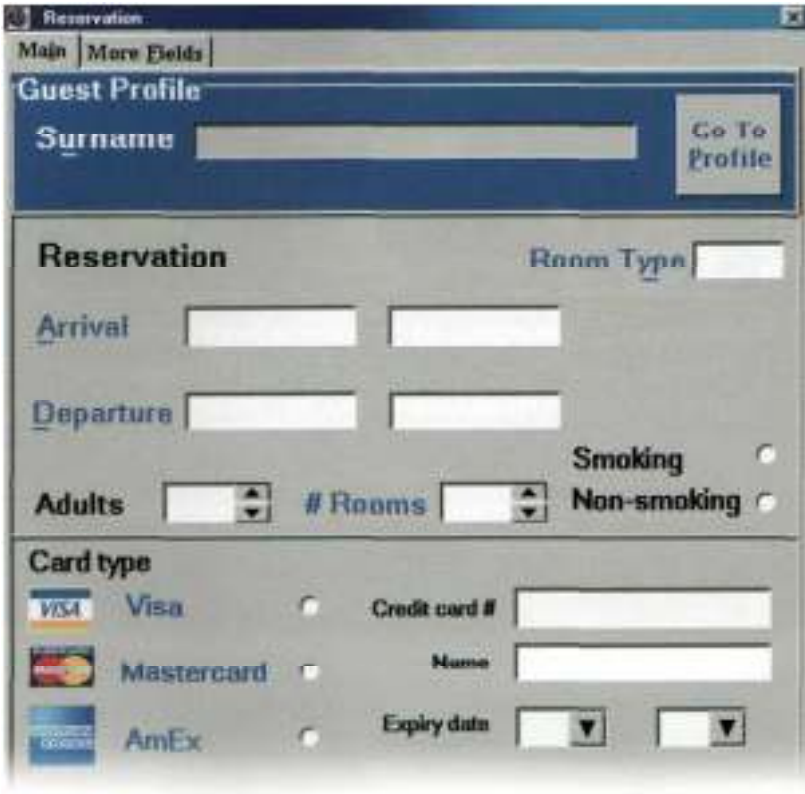 Reservation
Main More Fields
Guest Profile
Surname
Go To
Profile
Reservation
Room Type
Arrival
Departure
Smoking
Adults # Rooms Non-smoking
Card type
VISA Visa Credit card #
Mastercard Name
AmEx Expiry date